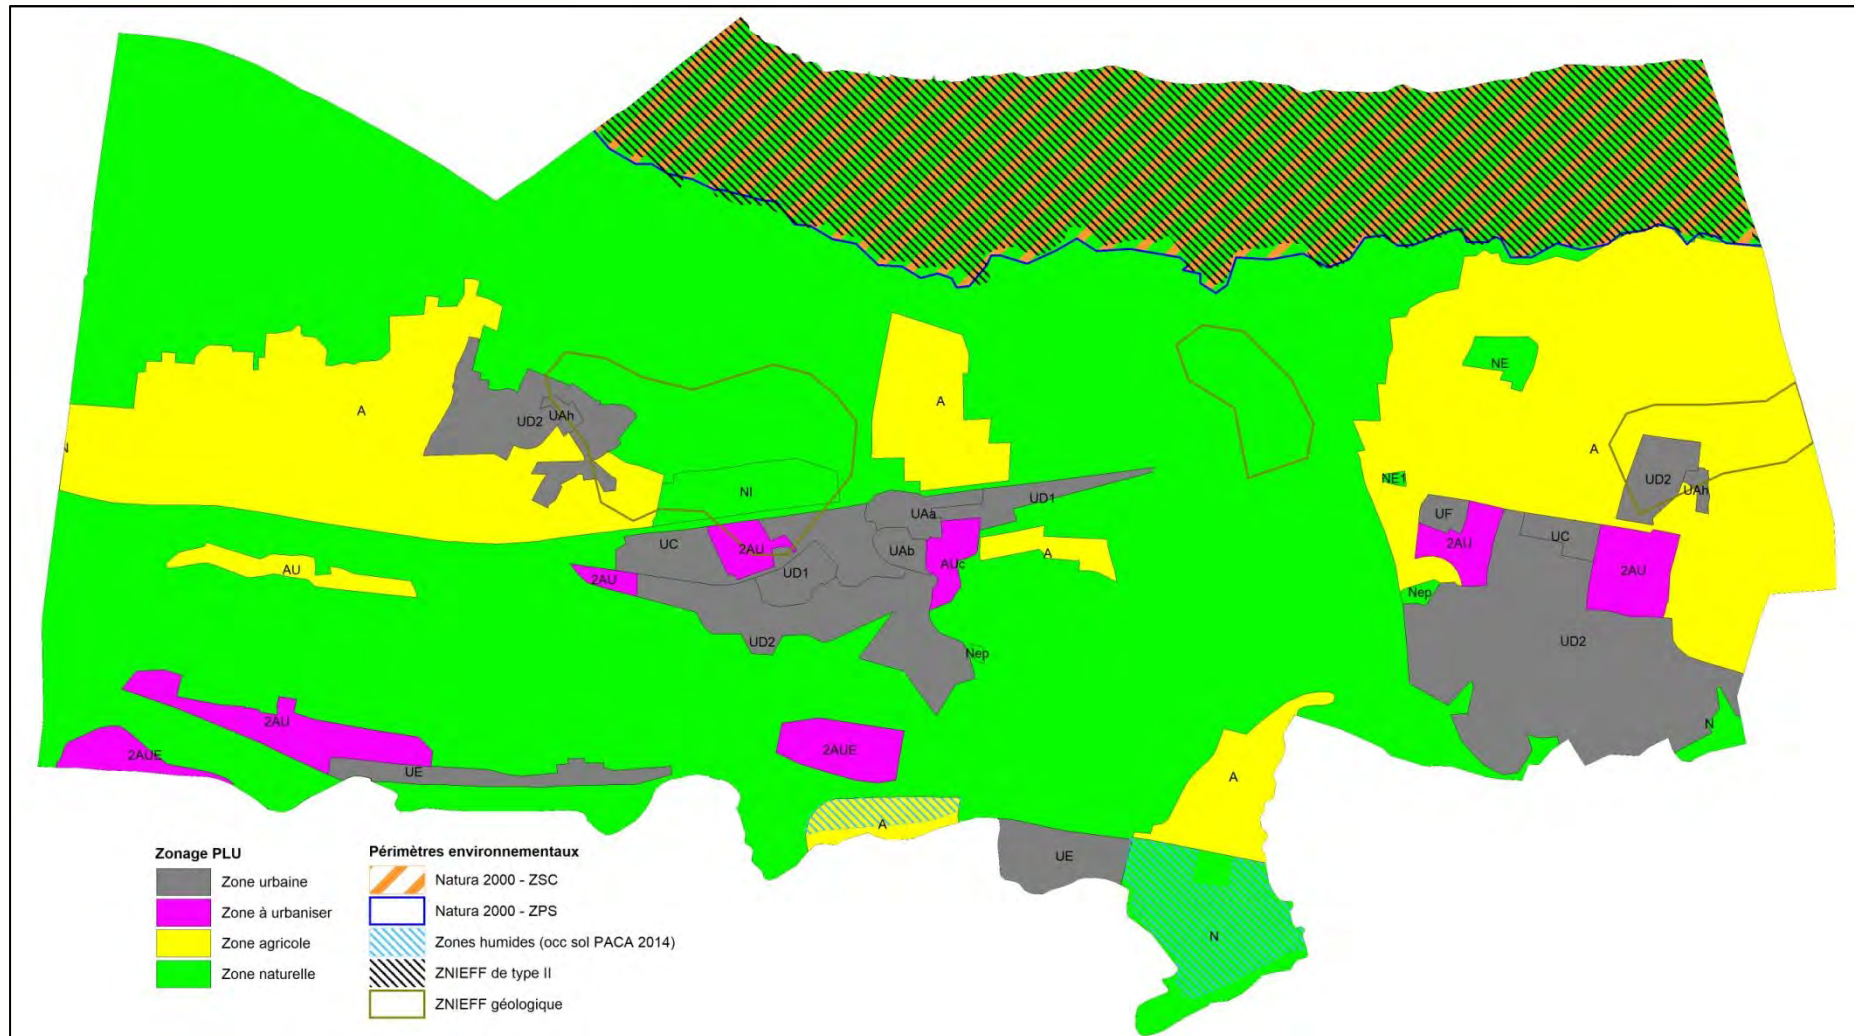 NE
A
A
UD2
UAh
A
N
A
NE1
UD2
UAh
NI
UD1
UAa
UF
UC
2AU
UC
2AU
UAb
A
2AU
AUc
UD1
AU
2AU
Nep
UD2
UD2
Nep
2AU
N
2AUE
2AUE
UE
A
A
UE
N
Zonage PLU
Zone urbaine
Zone à urbaniser
Zone agricole
Zone naturelle
Périmètres environnementaux
Natura 2000 - ZSC
Natura 2000 - ZPS
Zones humides (occ sol PACA 2014)
ZNIEFF de type II
ZNIEFF géologique